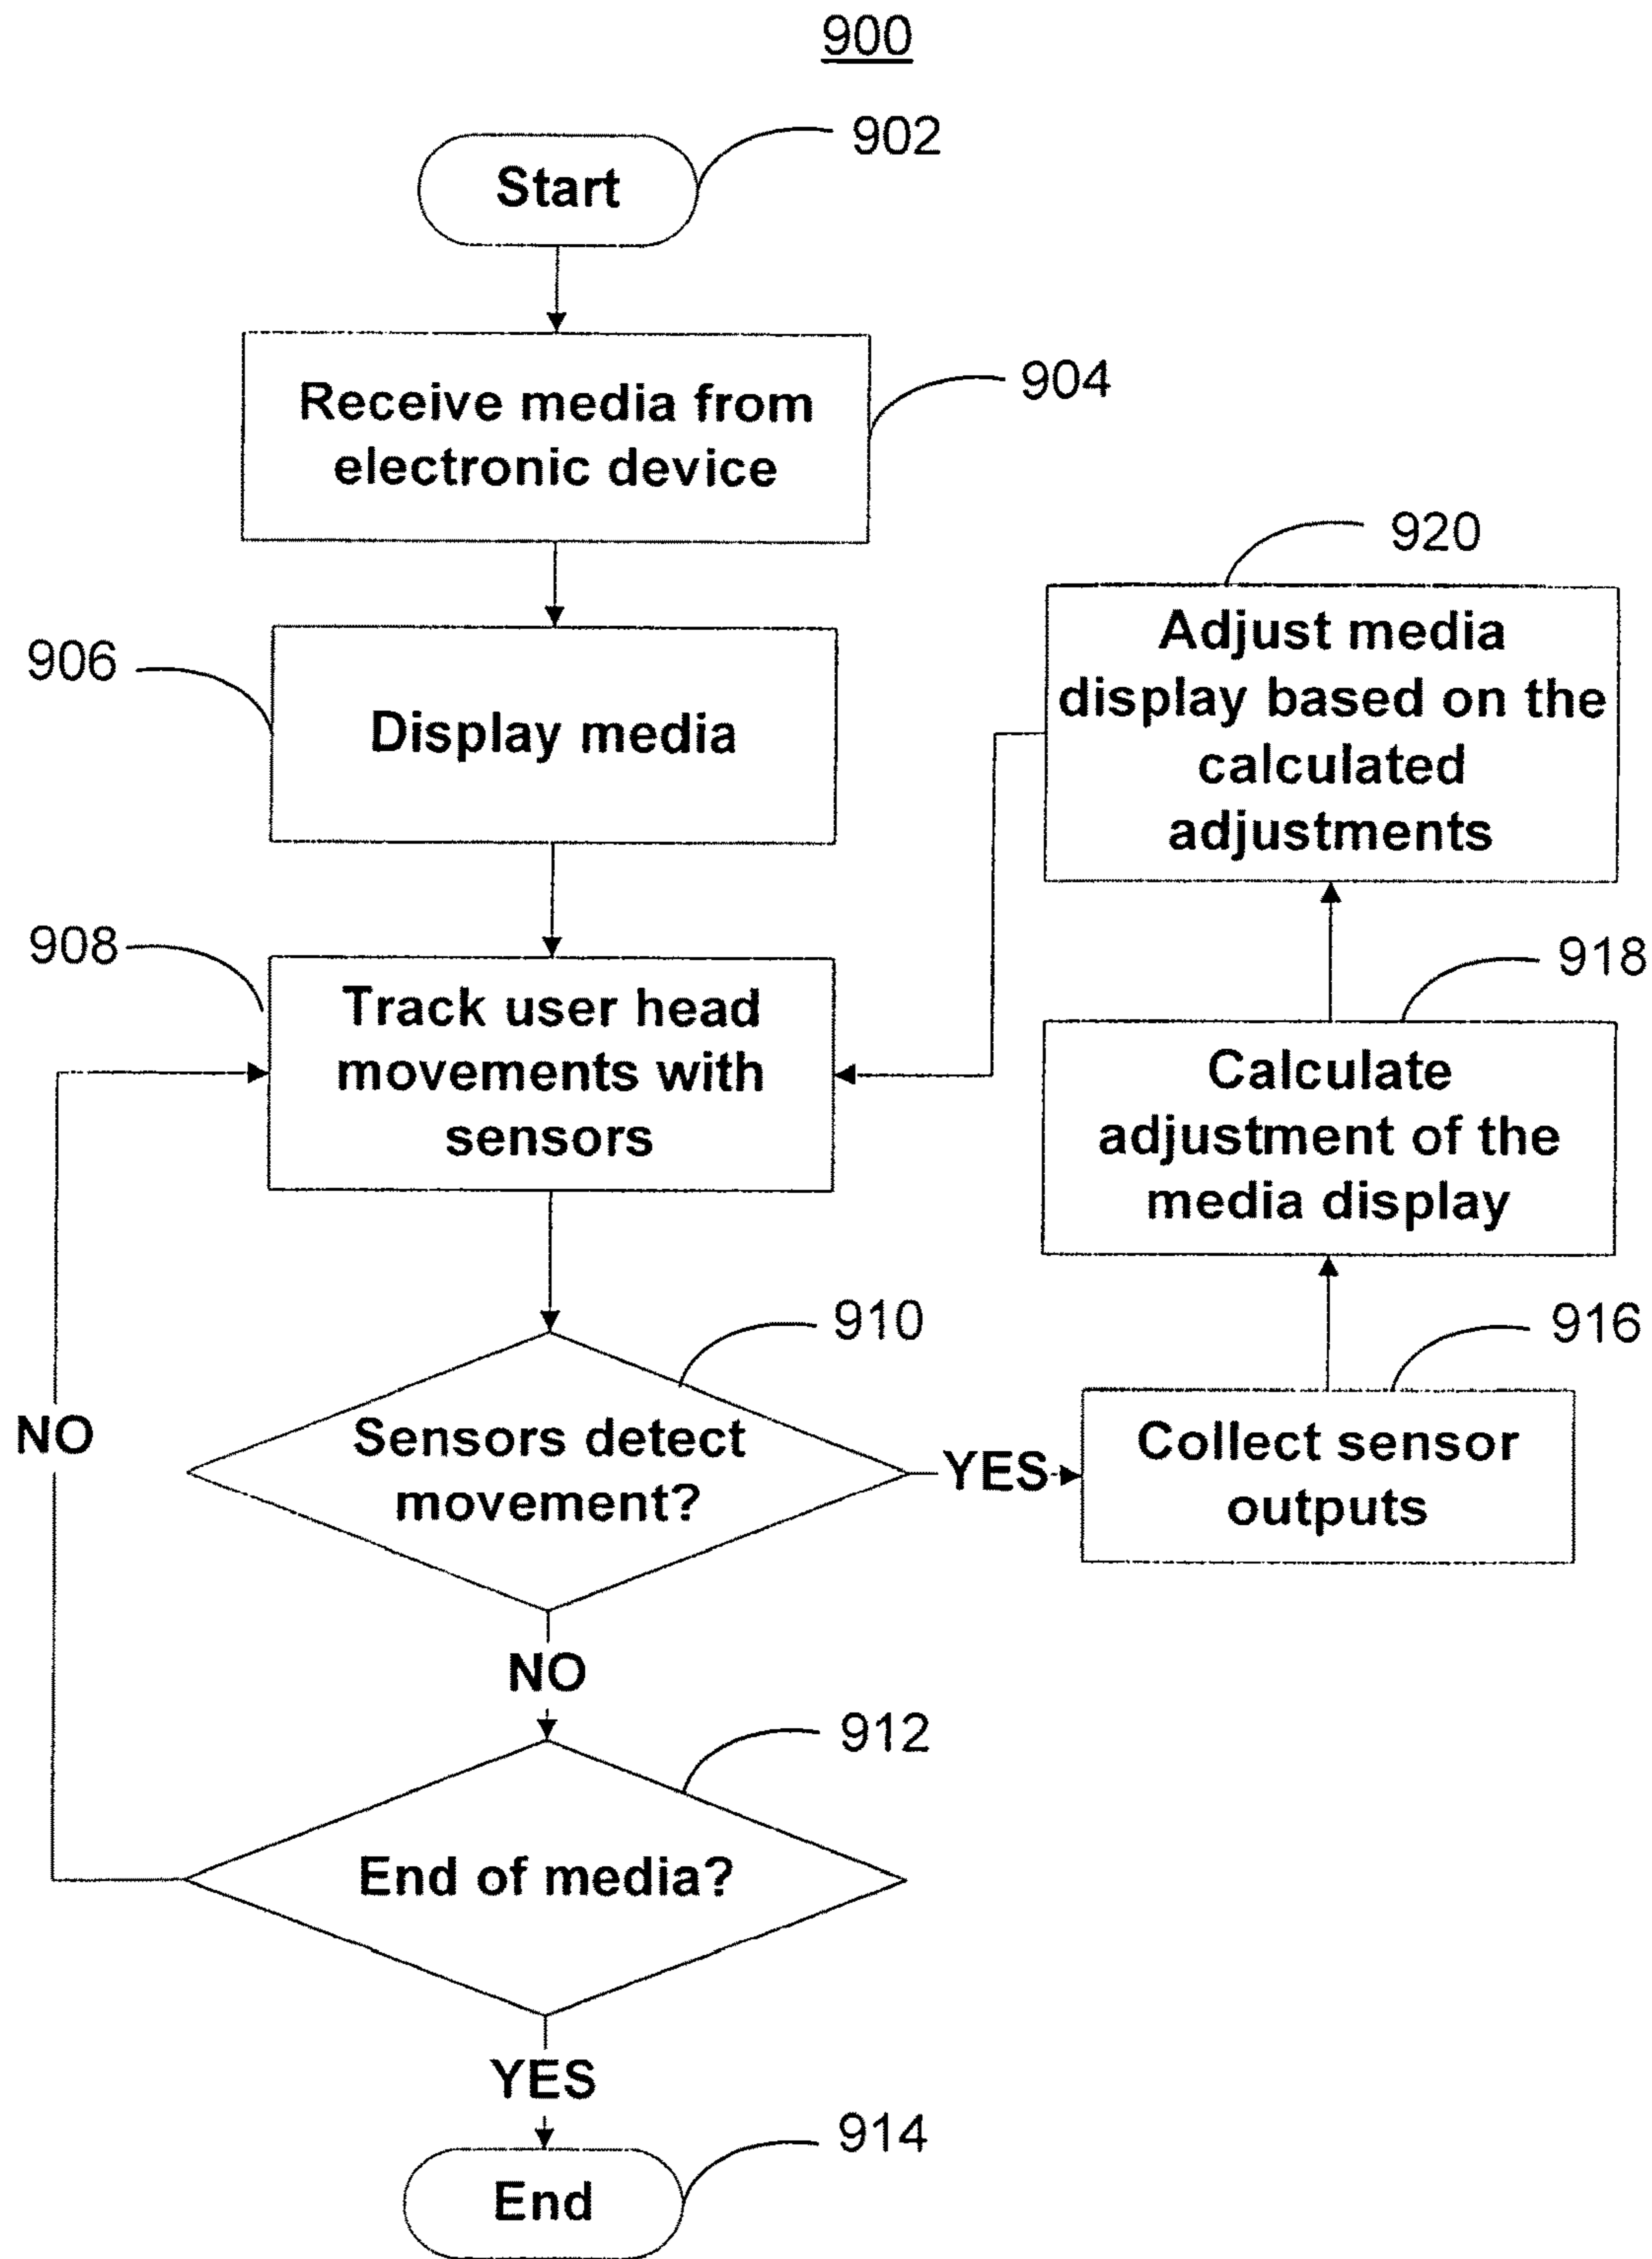 900
902
Start
904
Receive media from
electronic device
906
Display media
908
Track user head
movements with
sensors
910
Sensors detect
movement?
NO
YES
NO
912
End of media?
YES
914
End
916
Collect sensor
outputs
918
Calculate
adjustment of the
media display
920
Adjust media
display based on the
calculated
adjustments